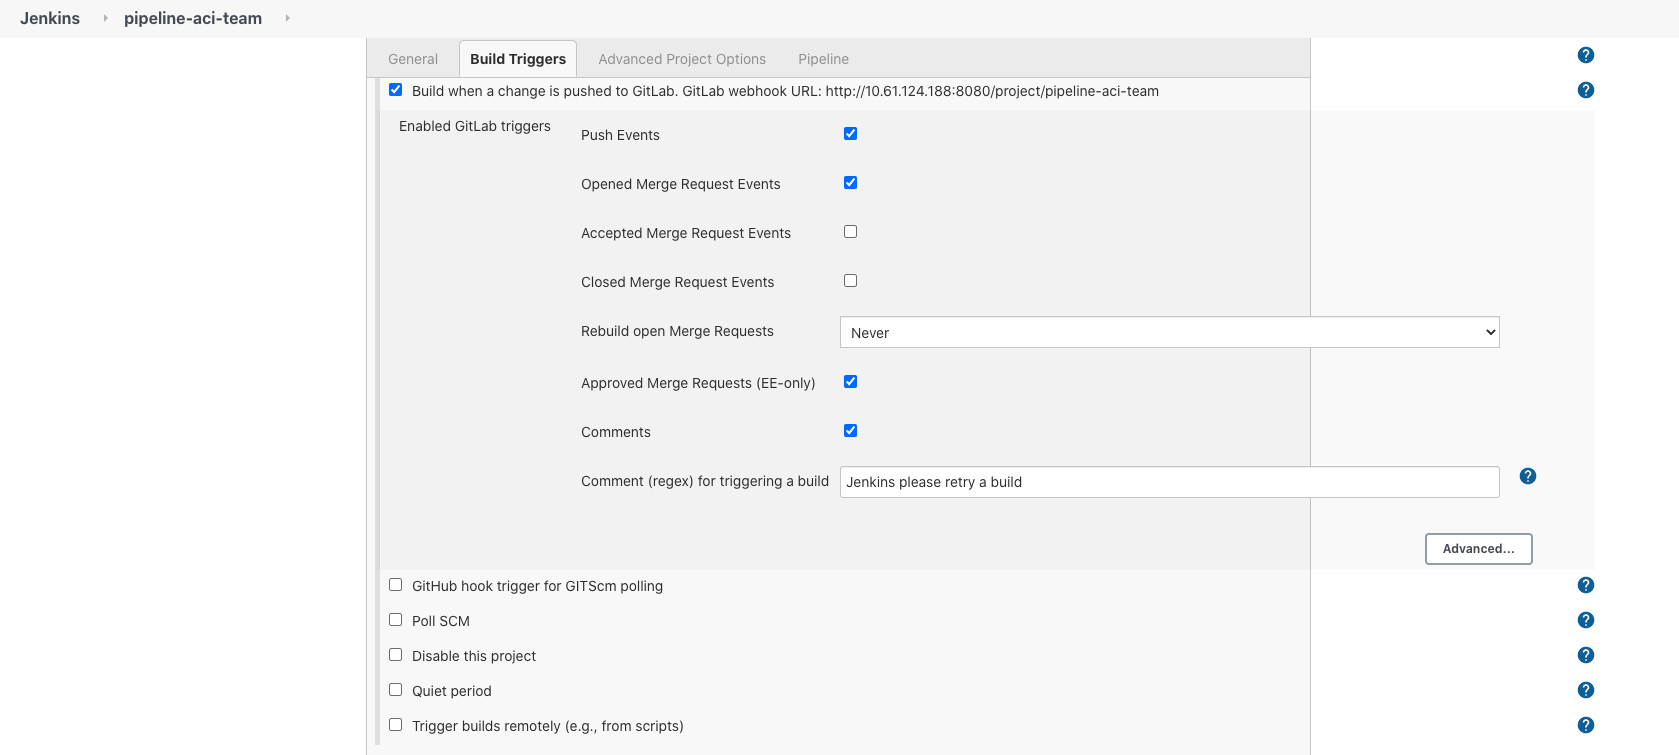 Jenkins pipeline-aci-team
General Build Triggers Advanced Project Options Pipeline
Build when a change is pushed to GitLab. GitLab webhook URL: http://10.61.124.188:8080/project/pipeline-aci-team
Enabled GitLab triggers
Push Events
Opened Merge Request Events
Accepted Merge Request Events
Closed Merge Request Events
Rebuild open Merge Requests Never
Approved Merge Requests (EE-only)
Comments
Comment (regex) for triggering a build Jenkins please retry a build
Advanced...
GitHub hook trigger for GITScm polling
Poll SCM
Disable this project
Quiet period
Trigger builds remotely (e.g., from scripts)